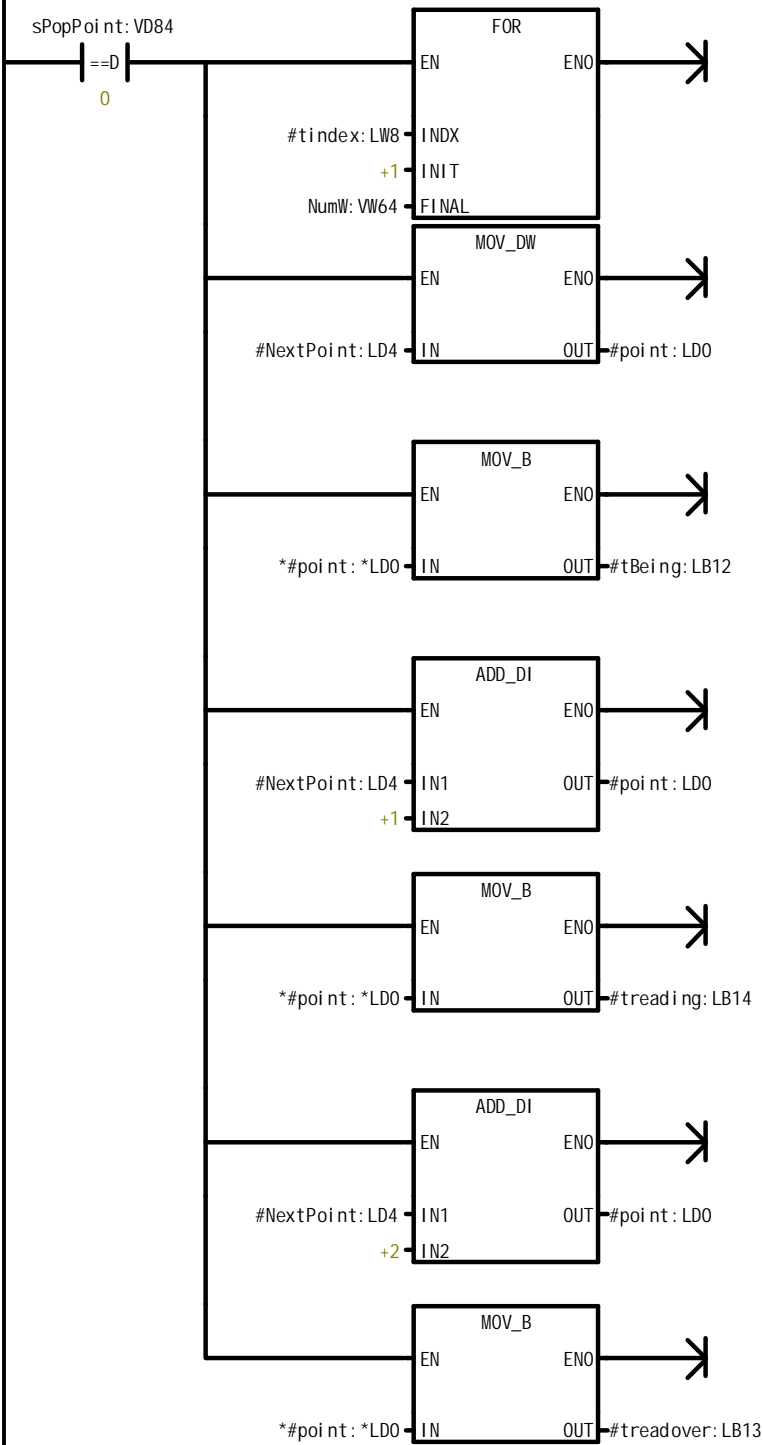 sPopPoint:VD84
==D
0
FOR
EN ENO
#tindex:LW8 INDX
+1 INIT
NumW:VW64 FINAL
MOV_DW
EN ENO
#NextPoint:LD4 IN OUT #point:LD0
MOV_B
EN ENO
*#point:*LD0 IN OUT #tBeing:LB12
ADD_DI
EN ENO
#NextPoint:LD4 IN1 OUT #point:LD0
+1 IN2
MOV_B
EN ENO
*#point:*LD0 IN OUT #treading:LB14
ADD_DI
EN ENO
#NextPoint:LD4 IN1 OUT #point:LD0
+2 IN2
MOV_B
EN ENO
*#point:*LD0 IN OUT #treadover:LB13